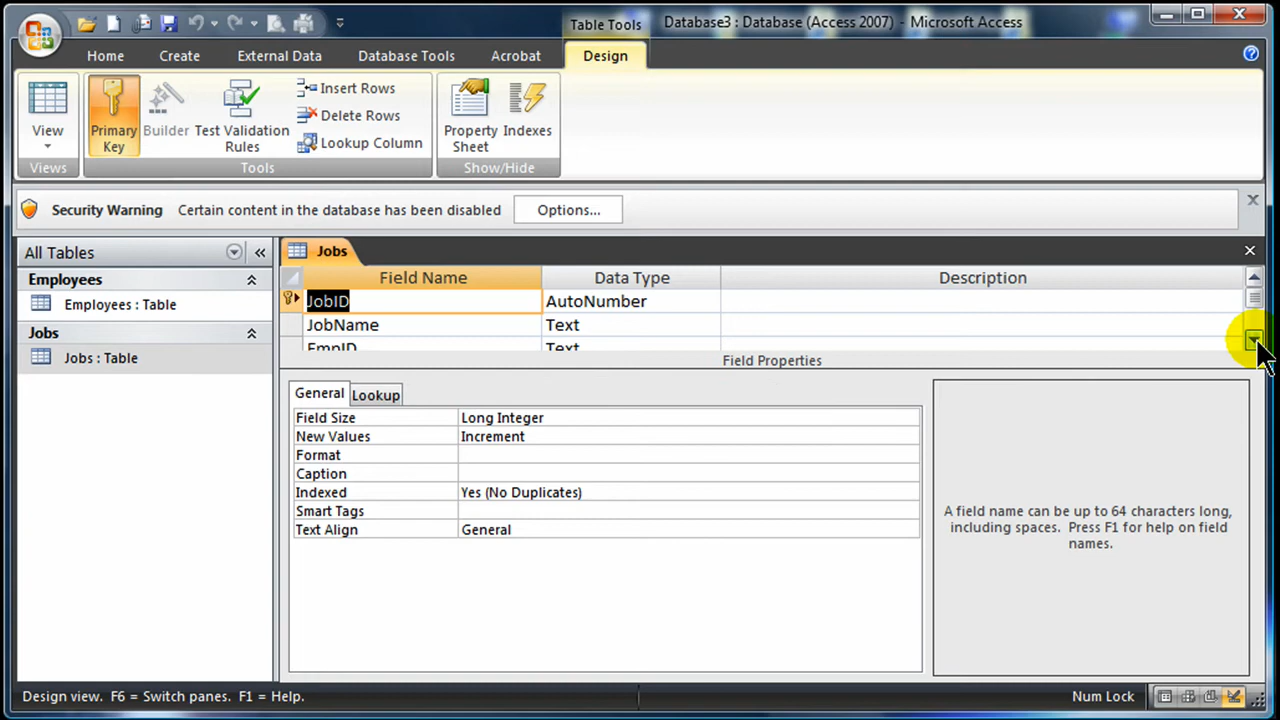 Table Tools
Database3 : Database (Access 2007) - Microsoft Access
Home Create External Data Database Tools Acrobat Design
View
Primary Key
Builder
Test Validation Rules
Insert Rows
Delete Rows
Lookup Column
Property Sheet
Indexes
Views Tools Show/Hide
Security Warning Certain content in the database has been disabled Options...
All Tables
Employees
Employees : Table
Jobs
Jobs : Table
Jobs
Field Name Data Type Description
JobID AutoNumber
JobName Text
EmpID Text
Field Properties
General Lookup
Field Size Long Integer
New Values Increment
Format
Caption
Indexed Yes (No Duplicates)
Smart Tags
Text Align General
A field name can be up to 64 characters long,
including spaces. Press F1 for help on field
names.
Design view. F6 = Switch panes. F1 = Help. Num Lock